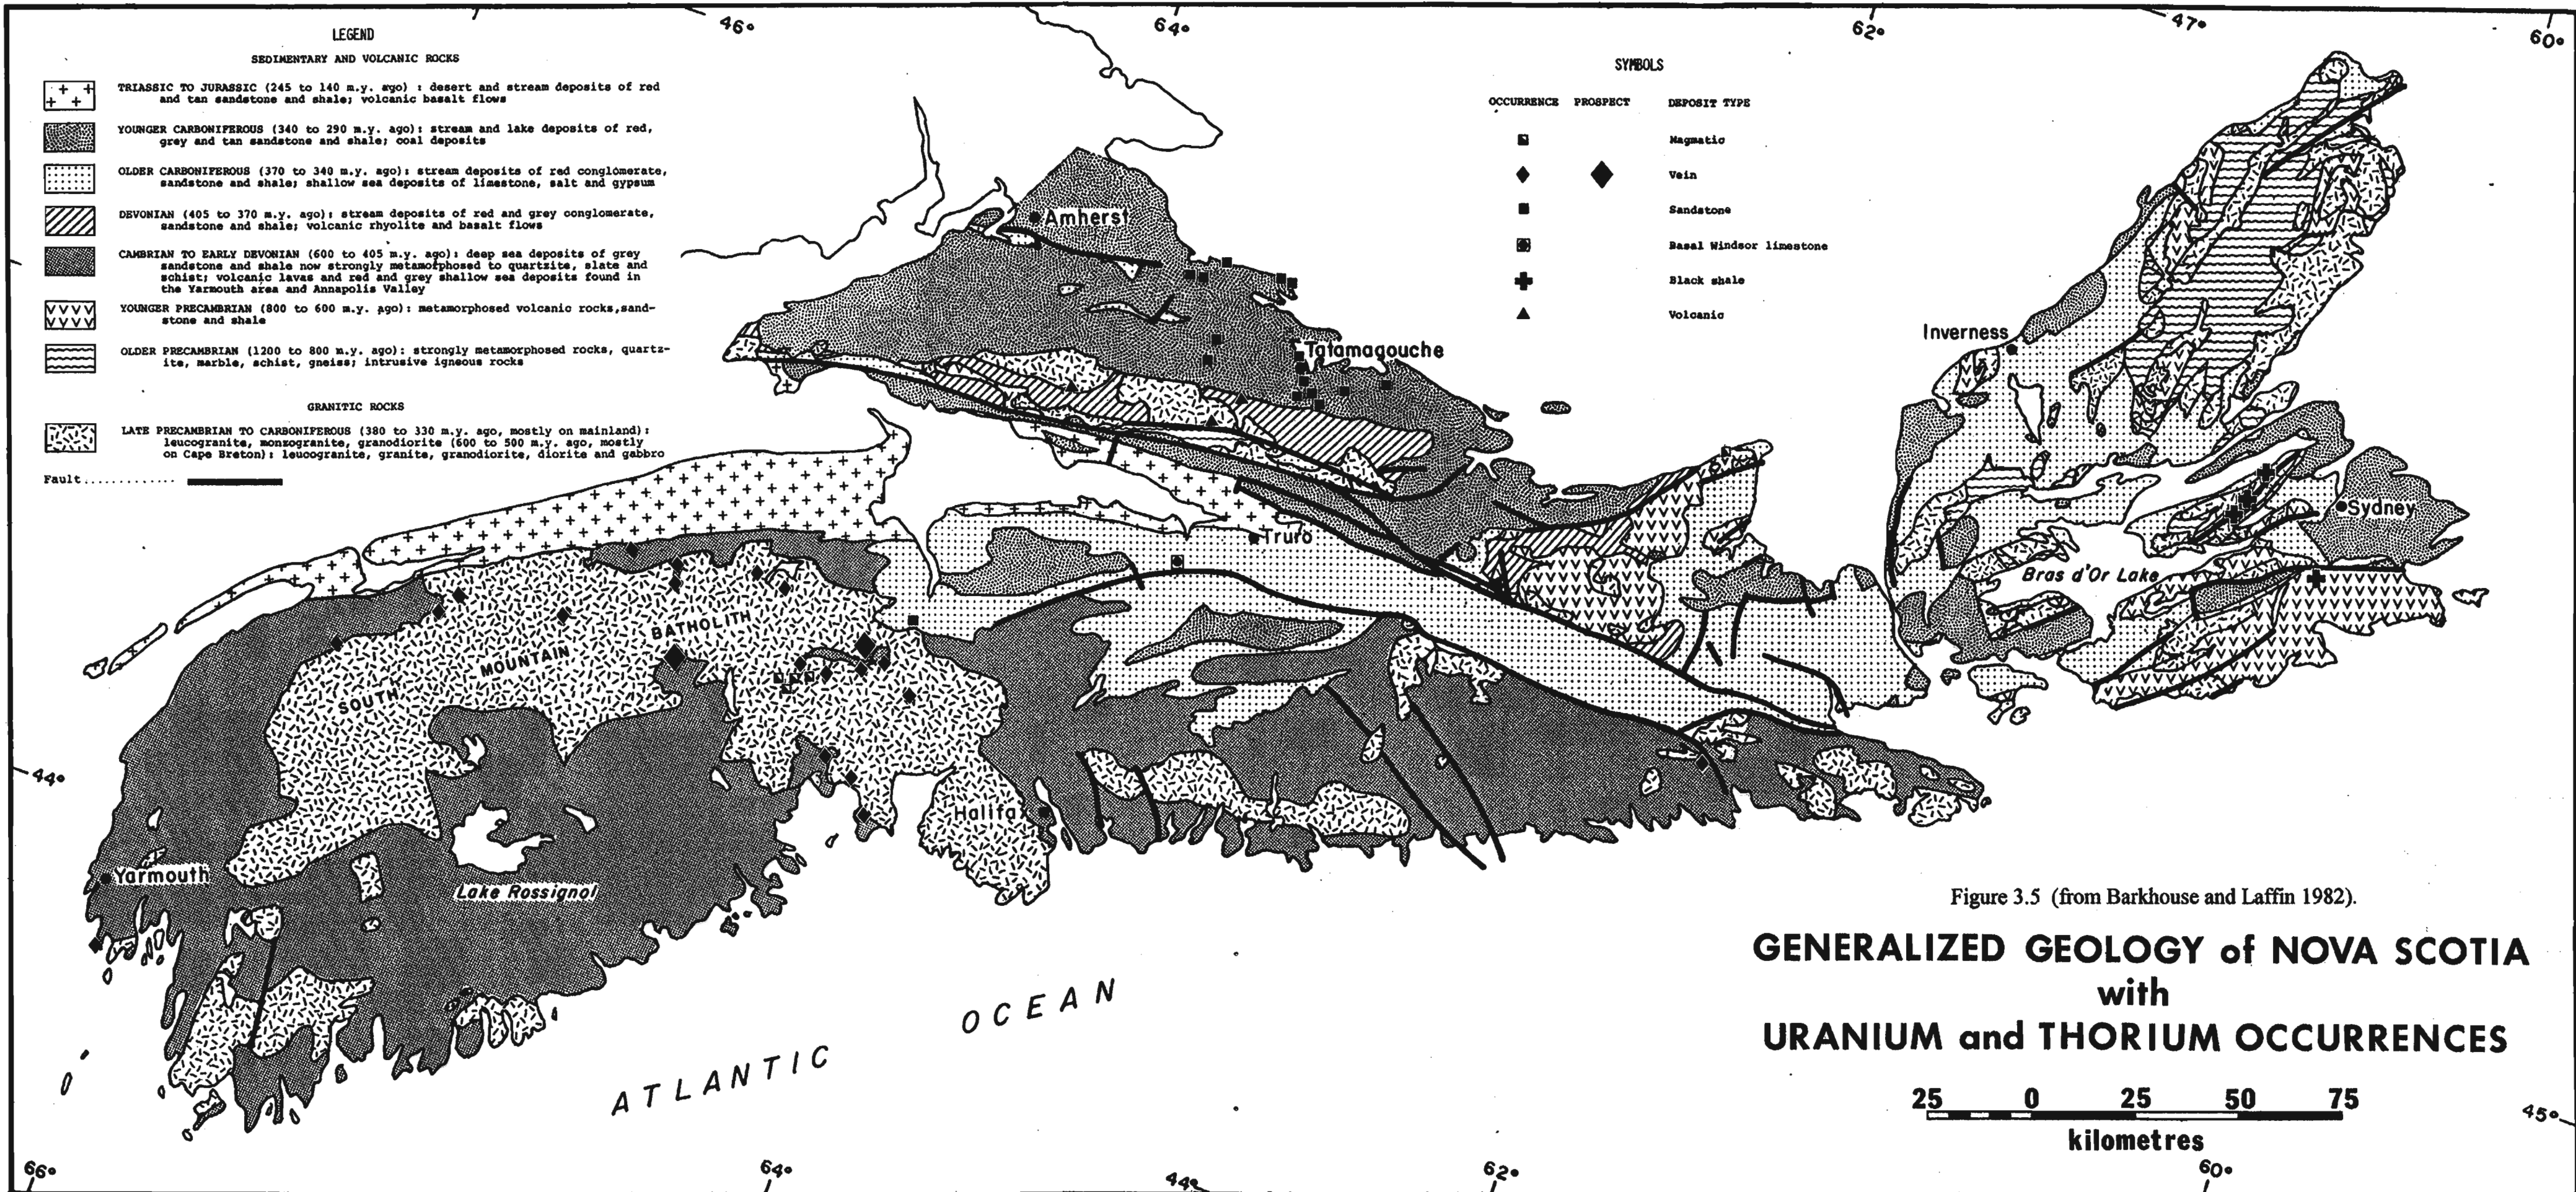 46°
64°
62°
47°
60°
LEGEND
SEDIMENTARY AND VOLCANIC ROCKS
TRIASSIC TO JURASSIC (245 to 140 m.y. ago) : desert and stream deposits of red
and tan sandstone and shale; volcanic basalt flows
YOUNGER CARBONIFEROUS (340 to 290 m.y. ago): stream and lake deposits of red,
grey and tan sandstone and shale; coal deposits
OLDER CARBONIFEROUS (370 to 340 m.y. ago): stream deposits of red conglomerate,
sandstone and shale; shallow sea deposits of limestone, salt and gypsum
DEVONIAN (405 to 370 m.y. ago): stream deposits of red and grey conglomerate,
sandstone and shale; volcanic rhyolite and basalt flows
CAMBRIAN TO EARLY DEVONIAN (600 to 405 m.y. ago): deep sea deposits of grey
sandstone and shale now strongly metamorphosed to quartzite, slate and
schist; volcanic lavas and red and grey shallow sea deposits found in
the Yarmouth area and Annapolis Valley
YOUNGER PRECAMBRIAN (800 to 600 m.y. ago): metamorphosed volcanic rocks,sand-
stone and shale
OLDER PRECAMBRIAN (1200 to 800 m.y. ago): strongly metamorphosed rocks, quartz-
ite, marble, schist, gneiss; intrusive igneous rocks
GRANITIC ROCKS
LATE PRECAMBRIAN TO CARBONIFEROUS (380 to 330 m.y. ago, mostly on mainland):
leucogranite, monzogranite, granodiorite (600 to 500 m.y. ago, mostly
on Cape Breton): leucogranite, granite, granodiorite, diorite and gabbro
Fault............
SYMBOLS
OCCURRENCE PROSPECT DEPOSIT TYPE
Magmatic
Vein
Sandstone
Basal Windsor limestone
Black shale
Volcanic
Amherst
Tatamagouche
Inverness
Truro
Sydney
Bras d'Or Lake
SOUTH MOUNTAIN BATHOLITH
44°
Halifax
Yarmouth
Lake Rossignol
ATLANTIC OCEAN
Figure 3.5 (from Barkhouse and Laffin 1982).
GENERALIZED GEOLOGY of NOVA SCOTIA
with
URANIUM and THORIUM OCCURRENCES
25 0 25 50 75
kilometres
45°
66°
64°
44°
62°
60°